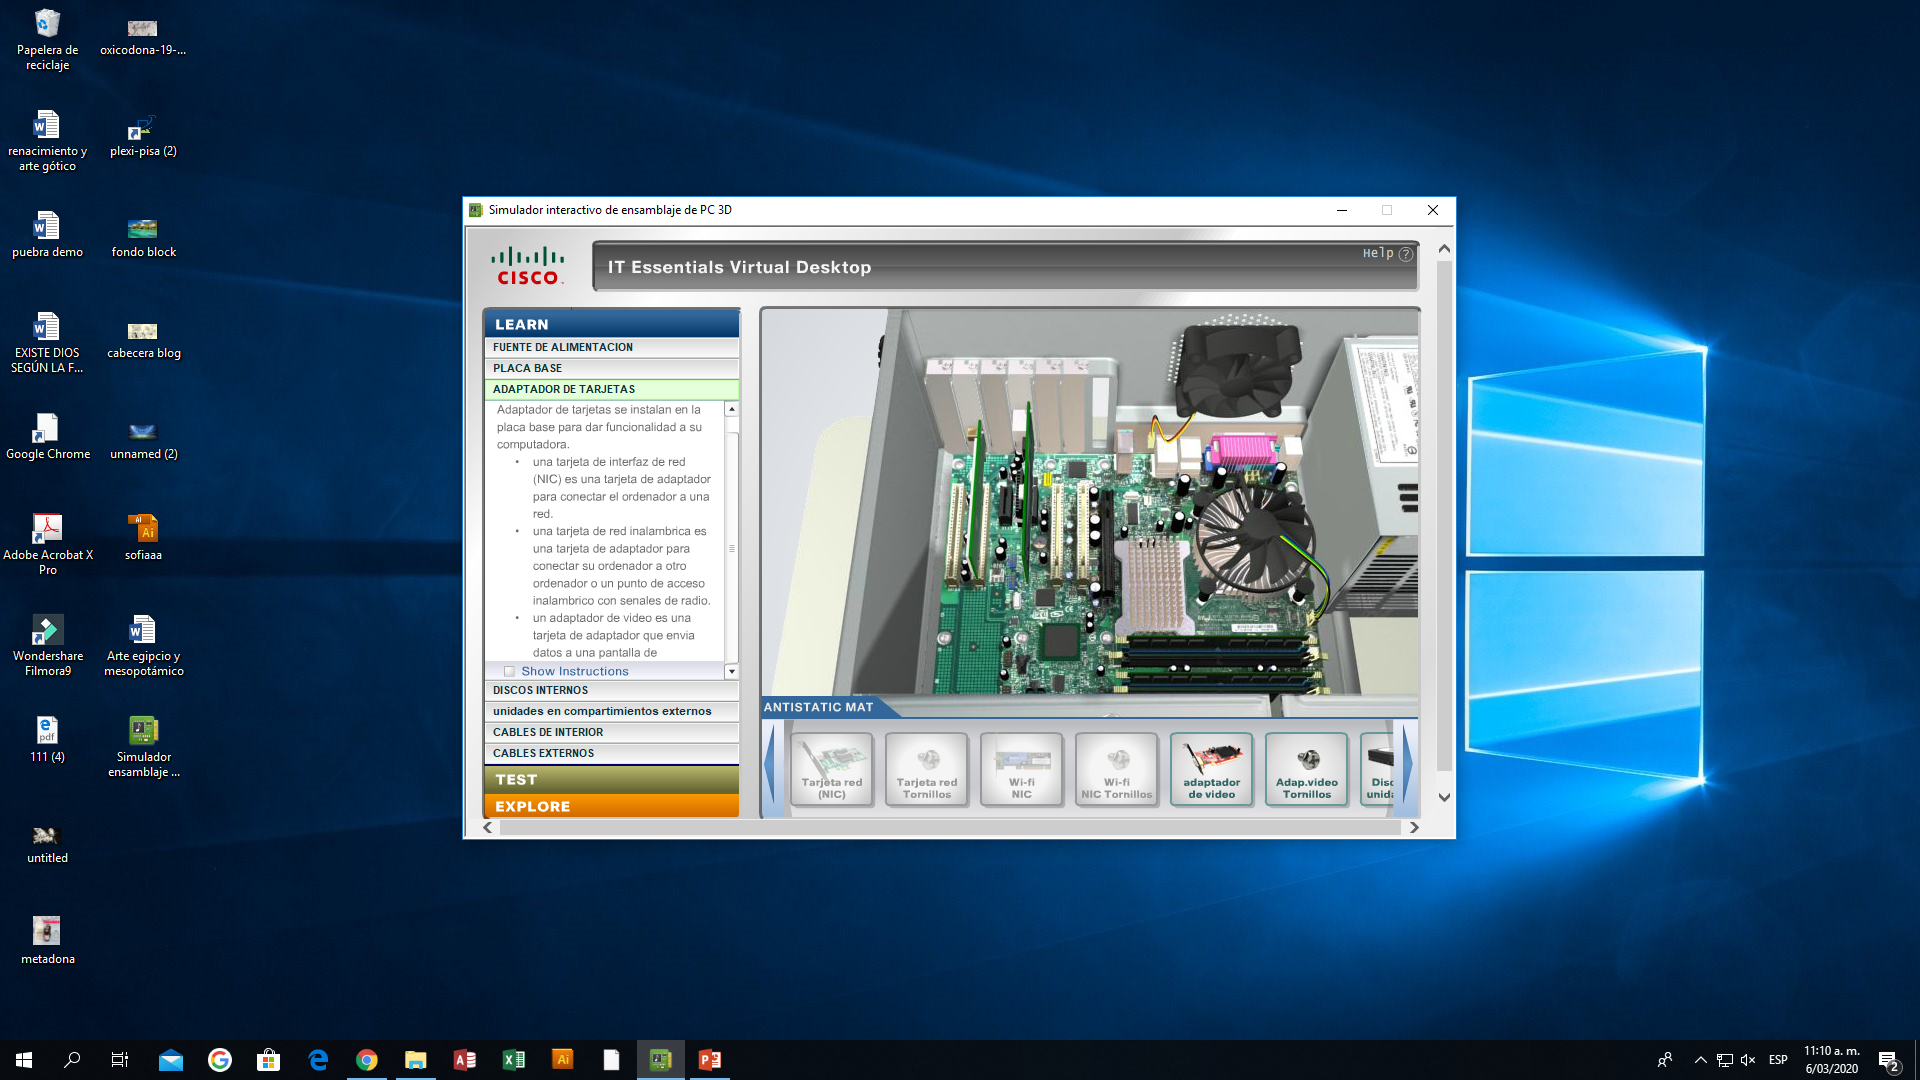 Papelera de
reciclaje
oxicodona-19-...
renacimiento y
arte gótico
plexi-pisa (2)
puebra demo
fondo block
EXISTE DIOS
SEGÚN LA F...
cabecera blog
Google Chrome
unnamed (2)
Adobe Acrobat X
Pro
sofiaaa
Wondershare
Filmora9
Arte egipcio y
mesopotámico
111 (4)
Simulador
ensamblaje ...
untitled
metadona
Simulador interactivo de ensamblaje de PC 3D
CISCO
IT Essentials Virtual Desktop
Help ?
LEARN
FUENTE DE ALIMENTACION
PLACA BASE
ADAPTADOR DE TARJETAS
Adaptador de tarjetas se instalan en la
placa base para dar funcionalidad a su
computadora.
• una tarjeta de interfaz de red
(NIC) es una tarjeta de adaptador
para conectar el ordenador a una
red.
• una tarjeta de red inalambrica es
una tarjeta de adaptador para
conectar su ordenador a otro
ordenador o un punto de acceso
inalambrico con senales de radio.
• un adaptador de video es una
tarjeta de adaptador que envia
datos a una pantalla de
Show Instructions
DISCOS INTERNOS
unidades en compartimientos externos
CABLES DE INTERIOR
CABLES EXTERNOS
TEST
EXPLORE
ANTISTATIC MAT
Tarjeta red
(NIC)
Tarjeta red
Tornillos
Wi-fi
NIC
Wi-fi
NIC Tornillos
adaptador
de video
Adap.video
Tornillos
Disc
unida
ESP
11:10 a. m.
6/03/2020
2